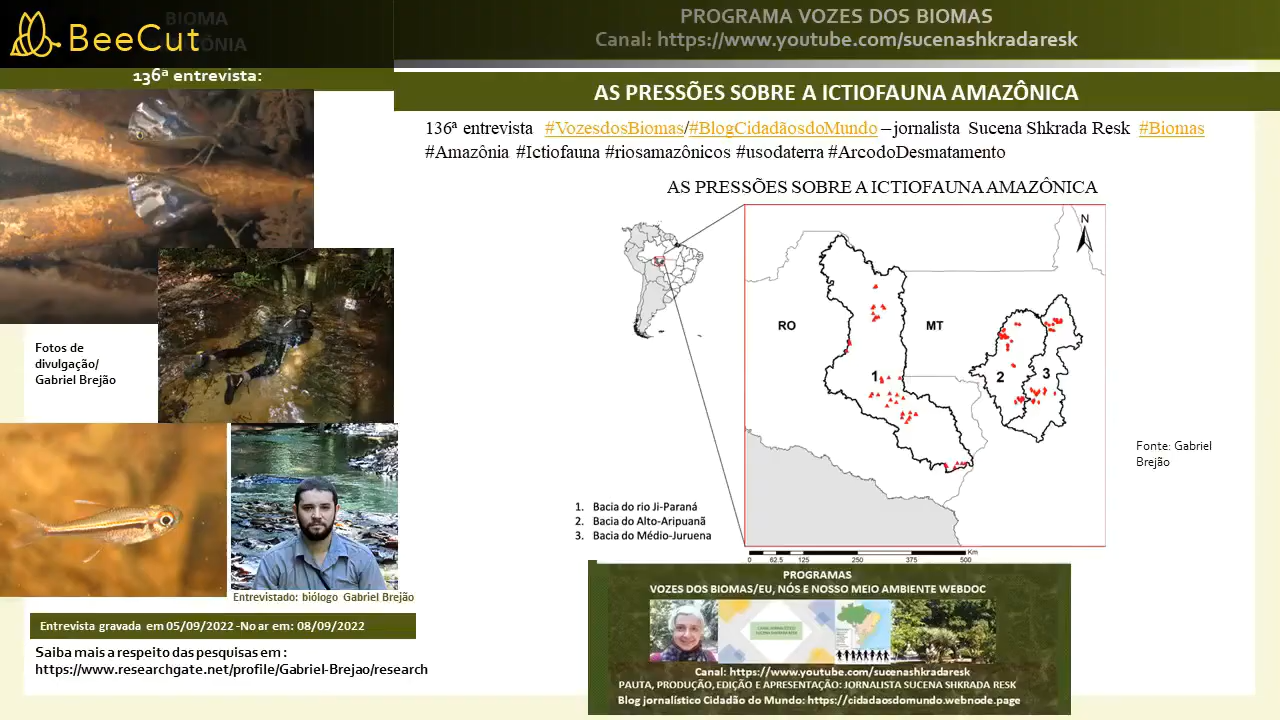 BIOMA
BeeCut
136ª entrevista:
PROGRAMA VOZES DOS BIOMAS
Canal: https://www.youtube.com/sucenashkradaresk
AS PRESSÕES SOBRE A ICTIOFAUNA AMAZÔNICA
136ª entrevista #VozesdosBiomas/#BlogCidadãosdoMundo – jornalista Sucena Shkrada Resk #Biomas
#Amazônia #Ictiofauna #riosamazônicos #usodaterra #ArcodoDesmatamento
AS PRESSÕES SOBRE A ICTIOFAUNA AMAZÔNICA
N
RO
MT
1
2
3
Fotos de
divulgação/
Gabriel Brejão
Fonte: Gabriel
Brejão
1. Bacia do rio Ji-Paraná
2. Bacia do Alto-Aripuanã
3. Bacia do Médio-Juruena
Km
0 62.5 125 250 375 500
Entrevistado: biólogo Gabriel Brejão
Entrevista gravada em 05/09/2022 -No ar em: 08/09/2022
Saiba mais a respeito das pesquisas em :
https://www.researchgate.net/profile/Gabriel-Brejao/research
PROGRAMAS
VOZES DOS BIOMAS/EU, NÓS E NOSSO MEIO AMBIENTE WEBDOC
Canal: https://www.youtube.com/sucenashkradaresk
PAUTA, PRODUÇÃO, EDIÇÃO E APRESENTAÇÃO: JORNALISTA SUCENA SHKRADA RESK
Blog jornalístico Cidadão do Mundo: https://cidadaosdomundo.webnode.page